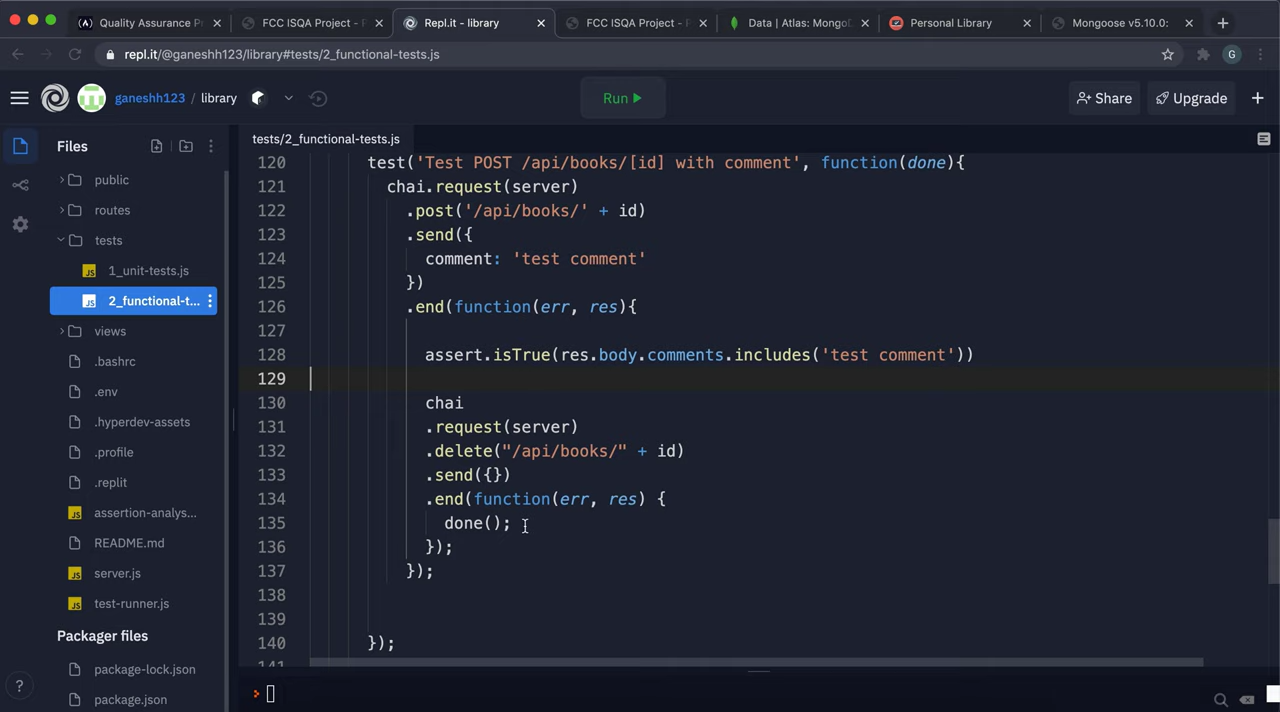 Quality Assurance P
FCC ISQA Project - F
Repl.it - library
FCC ISQA Project - F
Data | Atlas: MongoD
Personal Library
Mongoose v5.10.0:
repl.it/@ganeshh123/library#tests/2_functional-tests.js
G
ganeshh123 / library
Run
Share
Upgrade
Files
tests/2_functional-tests.js
public
routes
tests
1_unit-tests.js
2_functional-t...
views
.bashrc
.env
.hyperdev-assets
.profile
.replit
assertion-analys...
README.md
server.js
test-runner.js
Packager files
package-lock.json
package.json
?
120 test('Test POST /api/books/[id] with comment', function(done){
121 chai.request(server)
122 .post('/api/books/' + id)
123 .send({
124 comment: 'test comment'
125 })
126 .end(function(err, res){
127
128 assert.isTrue(res.body.comments.includes('test comment'))
129
130 chai
131 .request(server)
132 .delete("/api/books/" + id)
133 .send({})
134 .end(function(err, res) {
135 done();
136 });
137 });
138
139
140 });
141